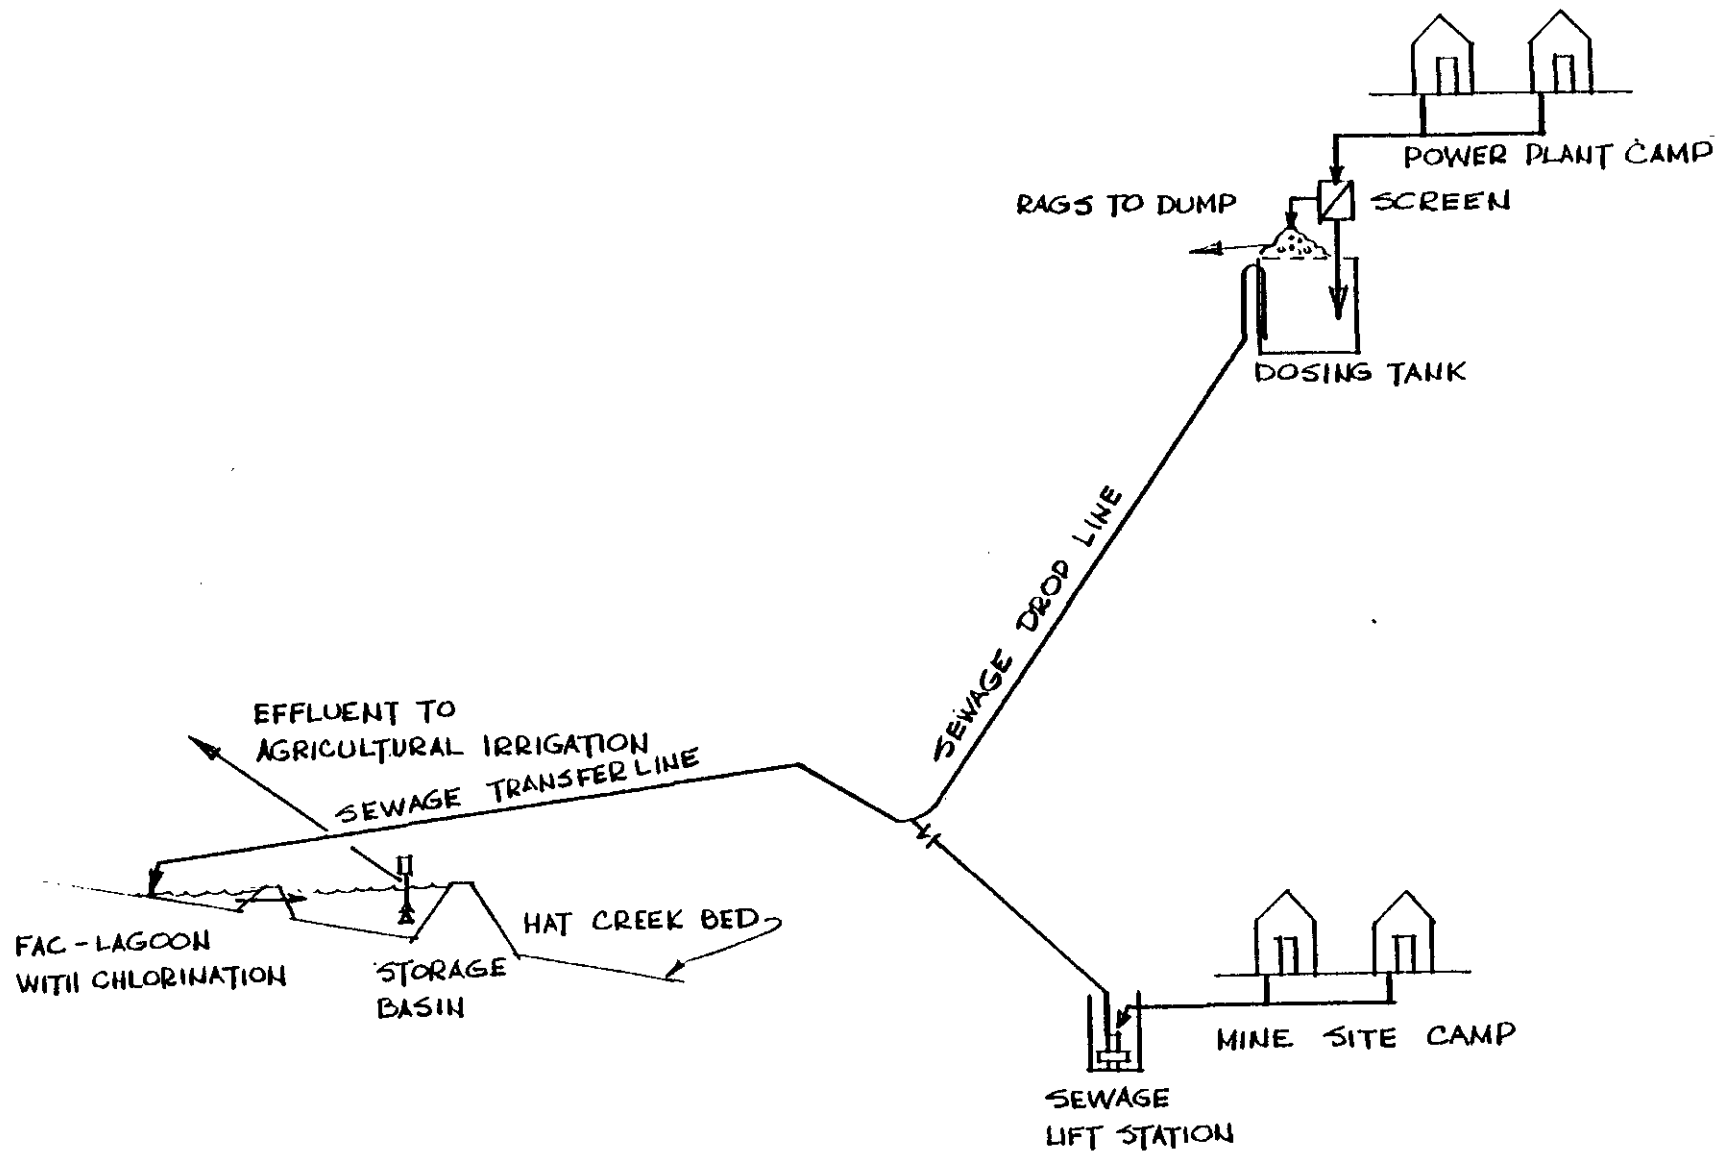 POWER PLANT CAMP
RAGS TO DUMP
SCREEN
DOSING TANK
SEWAGE DROP LINE
EFFLUENT TO
AGRICULTURAL IRRIGATION
SEWAGE TRANSFER LINE
HAT CREEK BED
FAC-LAGOON
WITH CHLORINATION
STORAGE
BASIN
MINE SITE CAMP
SEWAGE
LIFT STATION